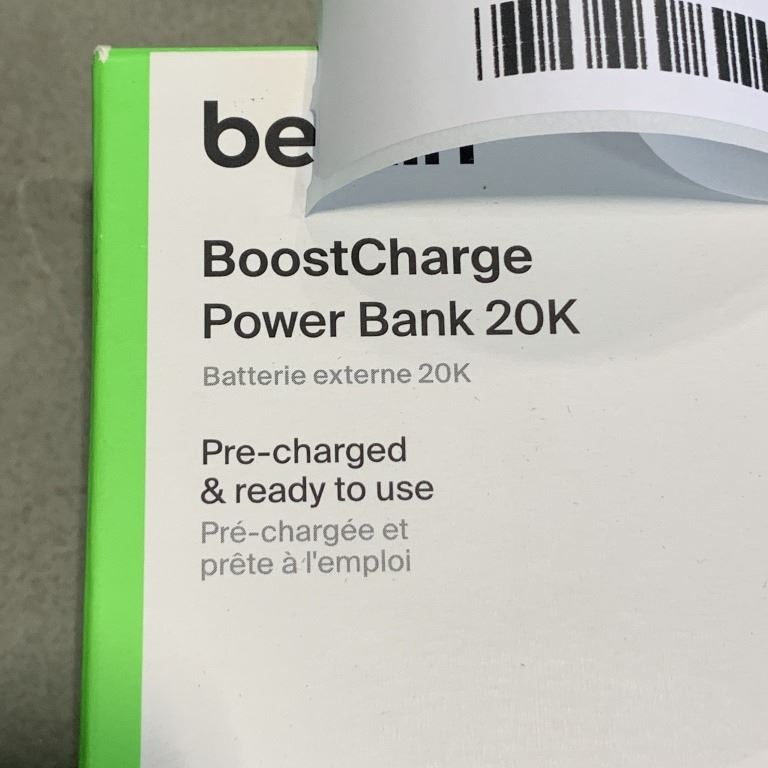 be
BoostCharge
Power Bank 20K
Batterie externe 20K
Pre-charged
& ready to use
Pré-chargée et
prête à l'emploi